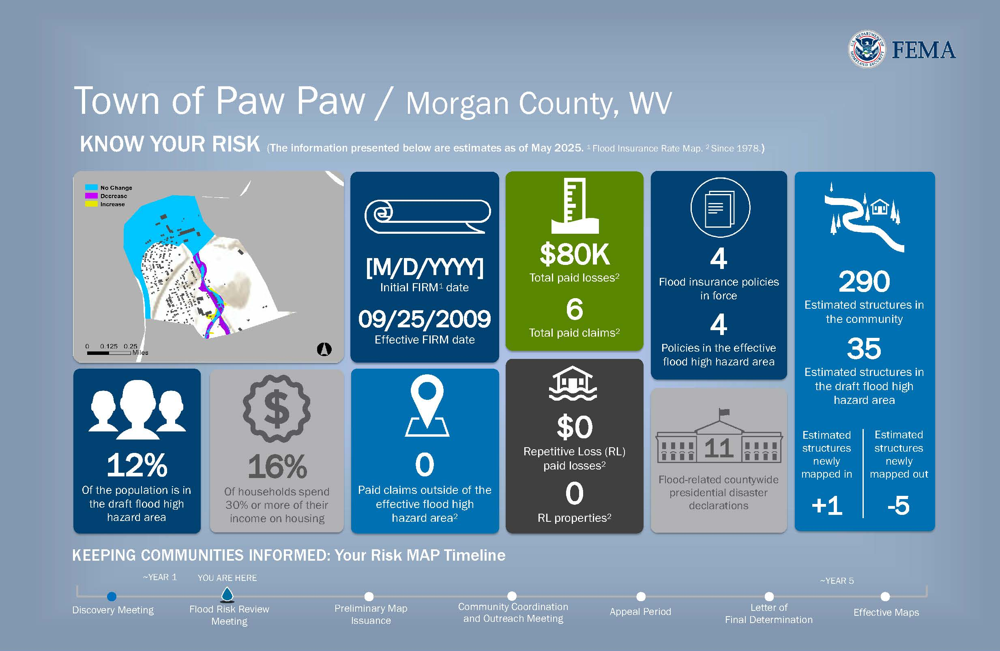 U.S. DEPARTMENT OF
HOMELAND SECURITY
FEMA
Town of Paw Paw / Morgan County, WV
KNOW YOUR RISK (The information presented below are estimates as of May 2025. ¹ Flood Insurance Rate Map. ² Since 1978.)
No Change
Decrease
Increase
0 0.125 0.25
Miles
[M/D/YYYY]
Initial FIRM¹ date
09/25/2009
Effective FIRM date
$80K
Total paid losses²
6
Total paid claims²
4
Flood insurance policies
in force
4
Policies in the effective
flood high hazard area
290
Estimated structures in
the community
35
Estimated structures in
the draft flood high
hazard area
Estimated
structures
newly
mapped in
+1
Estimated
structures
newly
mapped out
-5
12%
Of the population is in
the draft flood high
hazard area
$
16%
Of households spend
30% or more of their
income on housing
0
Paid claims outside of the
effective flood high
hazard area²
$0
Repetitive Loss (RL)
paid losses²
0
RL properties²
11
Flood-related countywide
presidential disaster
declarations
KEEPING COMMUNITIES INFORMED: Your Risk MAP Timeline
~YEAR 1
YOU ARE HERE
~YEAR 5
Discovery Meeting
Flood Risk Review
Meeting
Preliminary Map
Issuance
Community Coordination
and Outreach Meeting
Appeal Period
Letter of
Final Determination
Effective Maps